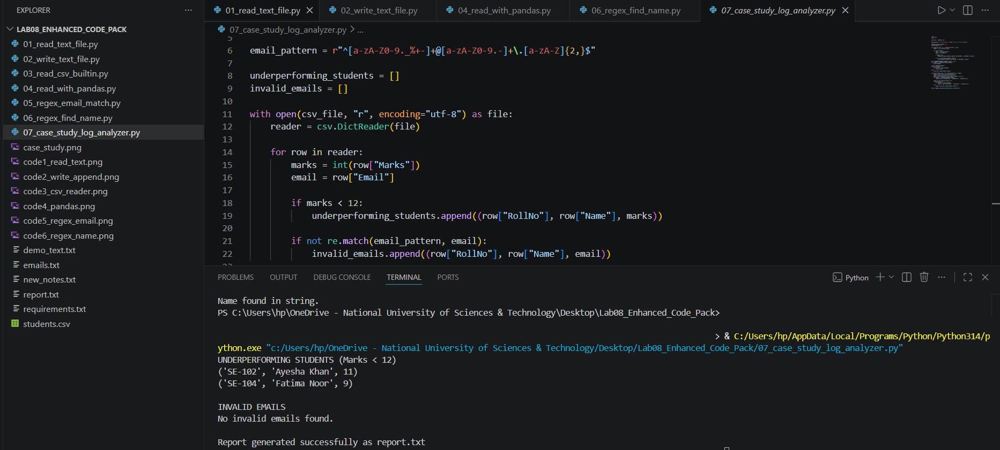 EXPLORER
LAB08_ENHANCED_CODE_PACK
01_read_text_file.py
02_write_text_file.py
03_read_csv_builtin.py
04_read_with_pandas.py
05_regex_email_match.py
06_regex_find_name.py
07_case_study_log_analyzer.py
case_study.png
code1_read_text.png
code2_write_append.png
code3_csv_reader.png
code4_pandas.png
code5_regex_email.png
code6_regex_name.png
demo_text.txt
emails.txt
new_notes.txt
report.txt
requirements.txt
students.csv
01_read_text_file.py 02_write_text_file.py 04_read_with_pandas.py 06_regex_find_name.py 07_case_study_log_analyzer.py
07_case_study_log_analyzer.py > ...
5
6 email_pattern = r"^[a-zA-Z0-9._%+-]+@[a-zA-Z0-9.-]+\.[a-zA-Z]{2,}$"
7
8 underperforming_students = []
9 invalid_emails = []
10
11 with open(csv_file, "r", encoding="utf-8") as file:
12 reader = csv.DictReader(file)
13
14 for row in reader:
15 marks = int(row["Marks"])
16 email = row["Email"]
17
18 if marks < 12:
19 underperforming_students.append((row["RollNo"], row["Name"], marks))
20
21 if not re.match(email_pattern, email):
22 invalid_emails.append((row["RollNo"], row["Name"], email))
23
PROBLEMS OUTPUT DEBUG CONSOLE TERMINAL PORTS Python
Name found in string.
PS C:\Users\hp\OneDrive - National University of Sciences & Technology\Desktop\Lab08_Enhanced_Code_Pack>
> & C:/Users/hp/AppData/Local/Programs/Python/Python314/p
ython.exe "c:/Users/hp/OneDrive - National University of Sciences & Technology/Desktop/Lab08_Enhanced_Code_Pack/07_case_study_log_analyzer.py"
UNDERPERFORMING STUDENTS (Marks < 12)
('SE-102', 'Ayesha Khan', 11)
('SE-104', 'Fatima Noor', 9)
INVALID EMAILS
No invalid emails found.
Report generated successfully as report.txt